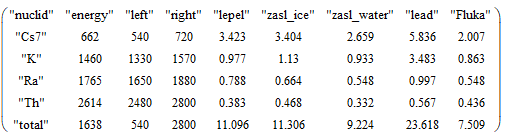 "nuclid" "energy" "left" "right" "lepel" "zasl_ice" "zasl_water" "lead" "Fluka"
"Cs7" 662 540 720 3.423 3.404 2.659 5.836 2.007
"K" 1460 1330 1570 0.977 1.13 0.933 3.483 0.863
"Ra" 1765 1650 1880 0.788 0.664 0.548 0.997 0.548
"Th" 2614 2480 2800 0.383 0.468 0.332 0.567 0.436
"total" 1638 540 2800 11.096 11.306 9.224 23.618 7.509